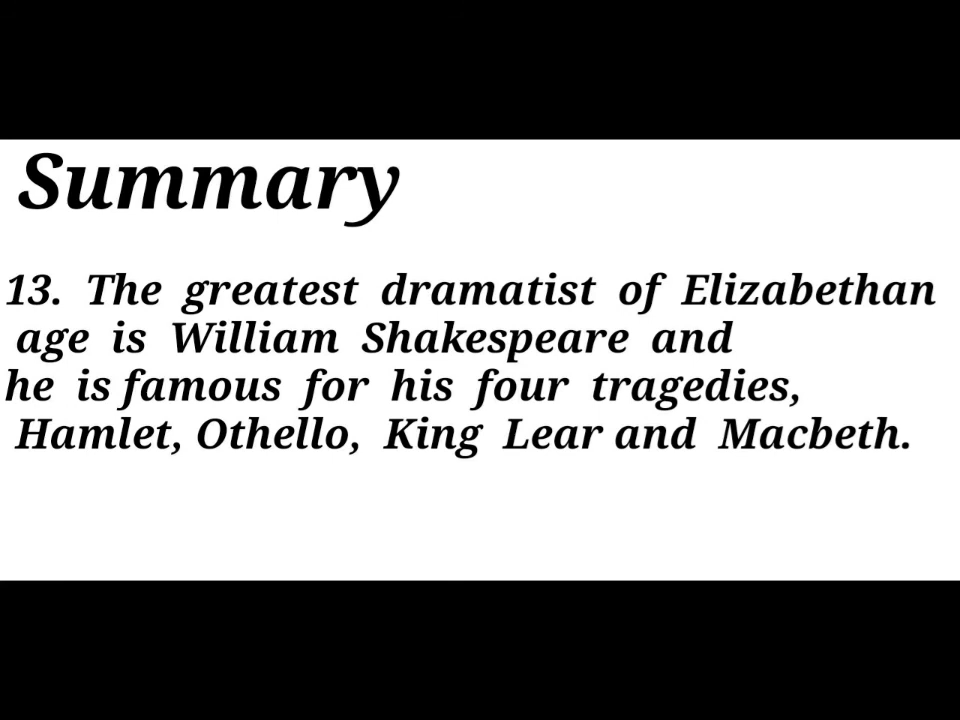 Summary
13. The greatest dramatist of Elizabethan
age is William Shakespeare and
he is famous for his four tragedies,
Hamlet, Othello, King Lear and Macbeth.